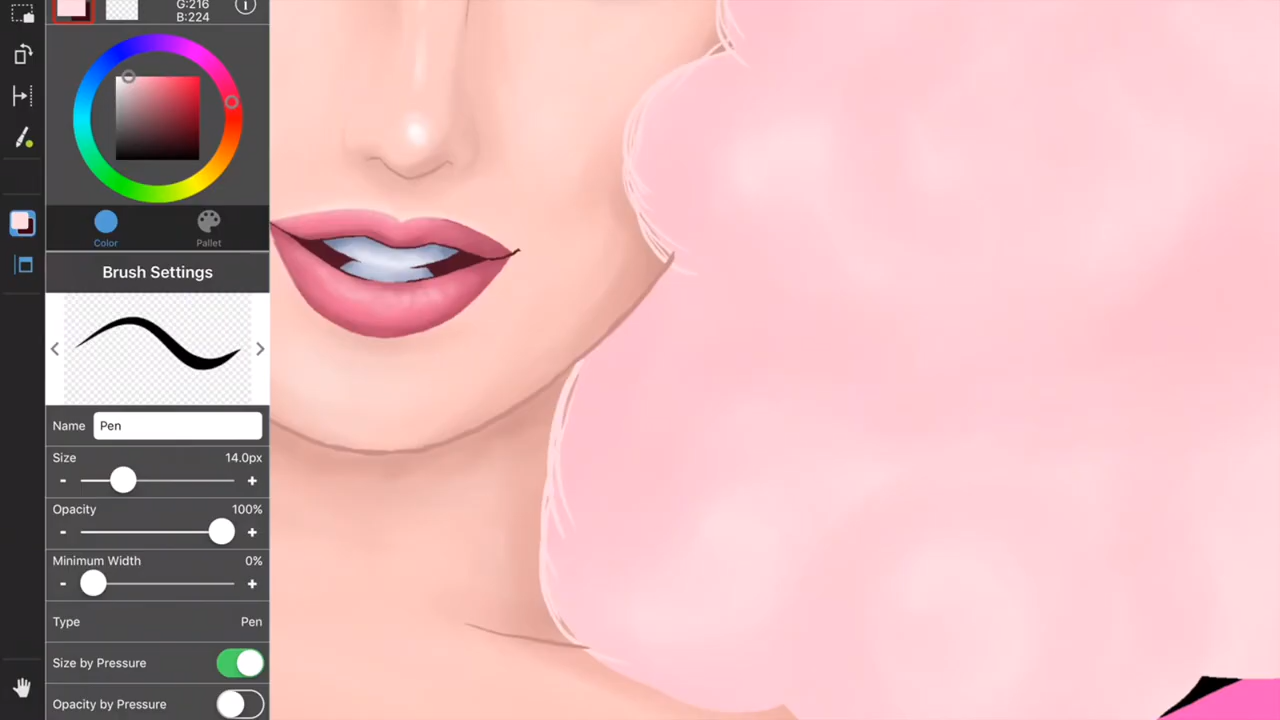 G:216
B:224
i
Color
Pallet
Brush Settings
Name Pen
Size 14.0px
- +
Opacity 100%
- +
Minimum Width 0%
- +
Type Pen
Size by Pressure
Opacity by Pressure